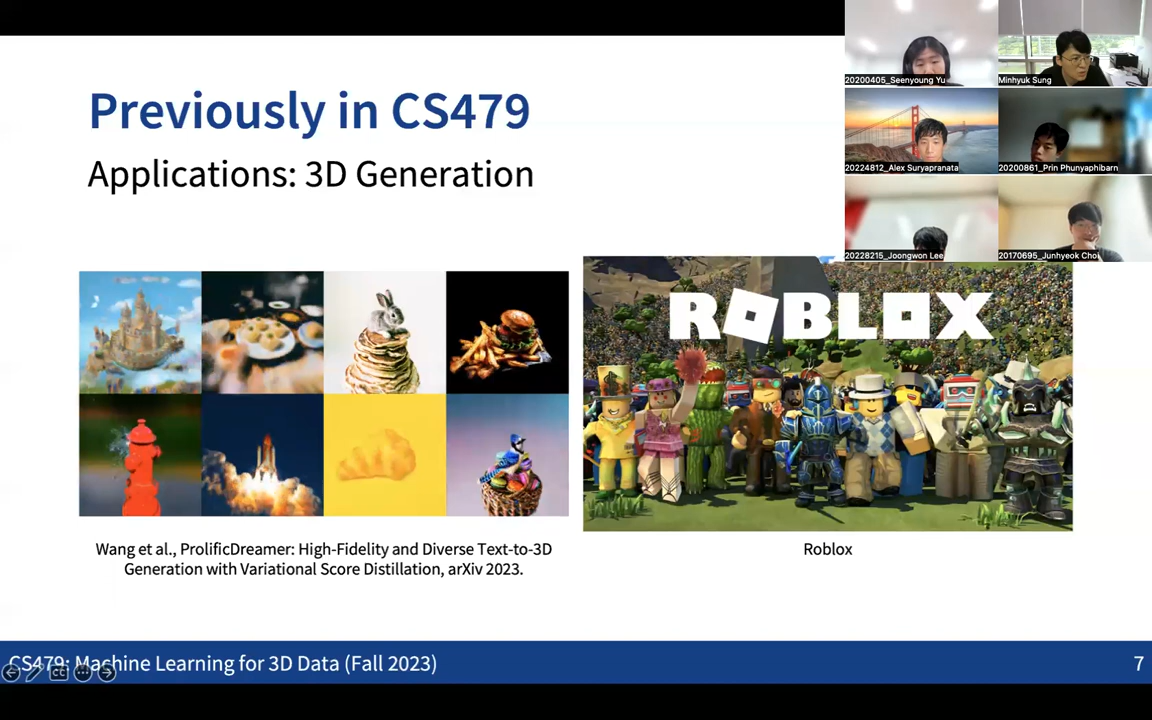 Previously in CS479
Applications: 3D Generation
20200405_Seenyoung Yu
Minhyuk Sung
20224812_Alex Suryapranata
20200861_Prin Phunyaphibarn
20228215_Joongwon Lee
20170695_Junhyeok Choi
ROBLOX
Wang et al., ProlificDreamer: High-Fidelity and Diverse Text-to-3D
Generation with Variational Score Distillation, arXiv 2023.
Roblox
CS479: Machine Learning for 3D Data (Fall 2023)
7